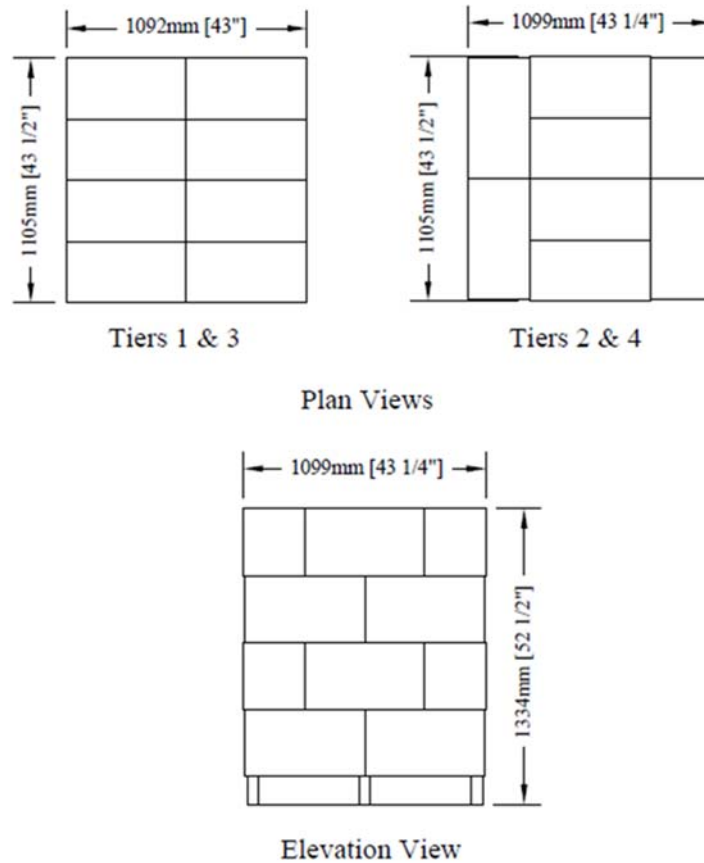 1092mm [43"]
1099mm [43 1/4"]
1105mm [43 1/2"]
1105mm [43 1/2"]
Tiers 1 & 3
Tiers 2 & 4
Plan Views
1099mm [43 1/4"]
1334mm [52 1/2"]
Elevation View